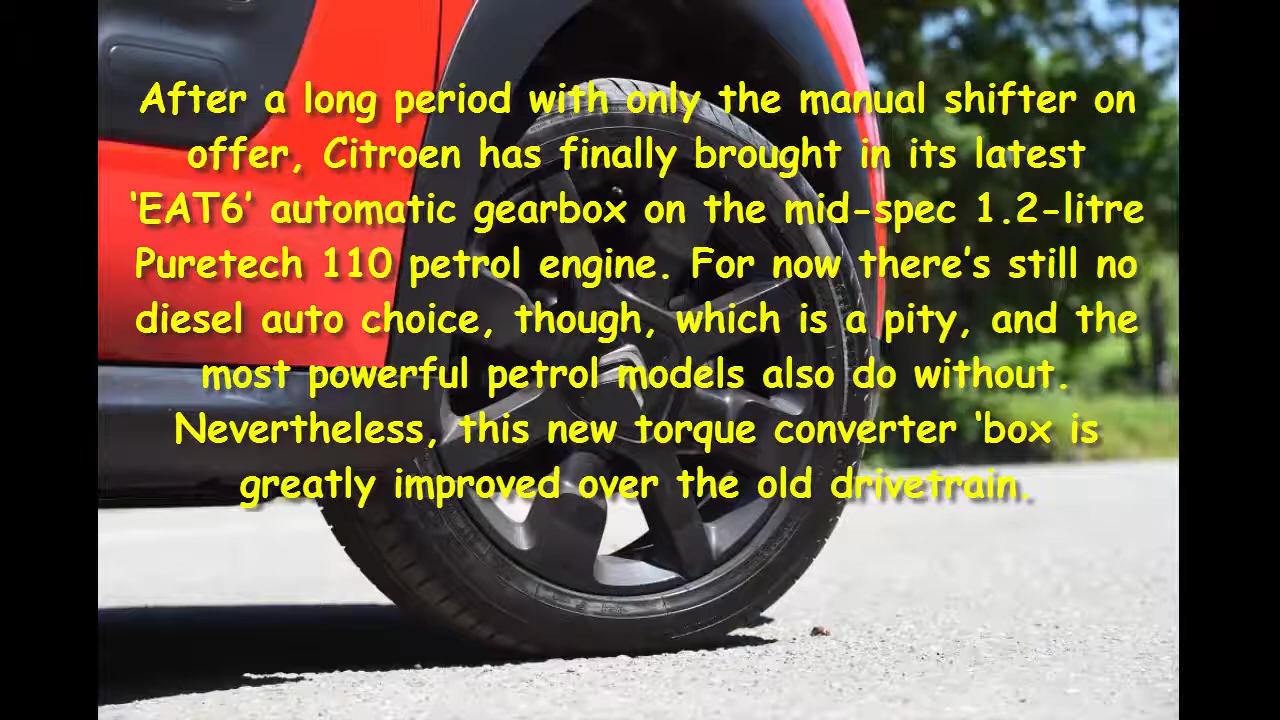 After a long period with only the manual shifter on
offer, Citroen has finally brought in its latest
‘EAT6’ automatic gearbox on the mid-spec 1.2-litre
Puretech 110 petrol engine. For now there’s still no
diesel auto choice, though, which is a pity, and the
most powerful petrol models also do without.
Nevertheless, this new torque converter ‘box is
greatly improved over the old drivetrain.